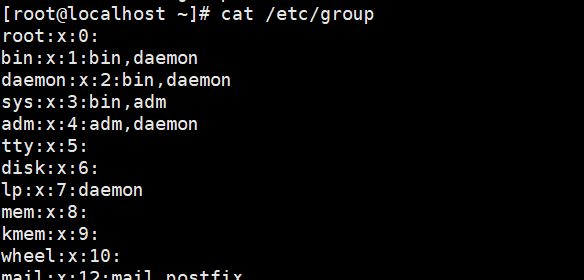 [root@localhost ~]# cat /etc/group
root:x:0:
bin:x:1:bin,daemon
daemon:x:2:bin,daemon
sys:x:3:bin,adm
adm:x:4:adm,daemon
tty:x:5:
disk:x:6:
lp:x:7:daemon
mem:x:8:
kmem:x:9:
wheel:x:10:
mail:x:12:mail,postfix